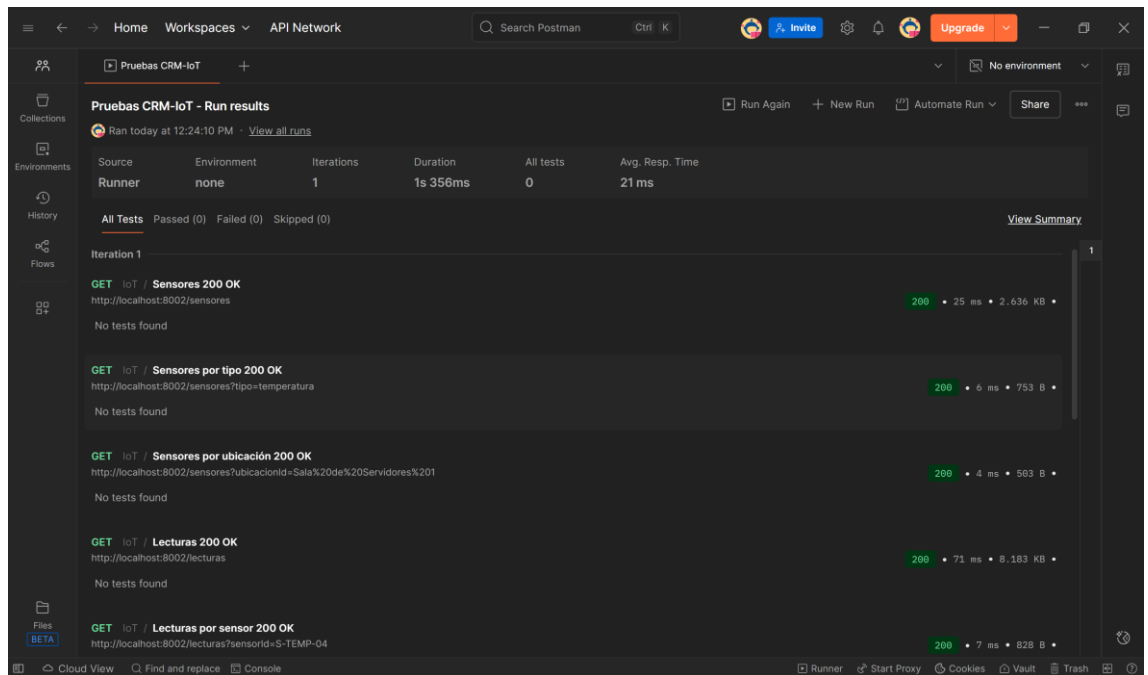 Home Workspaces API Network Search Postman Ctrl K Invite Upgrade
Pruebas CRM-IoT No environment
Collections
Environments
History
Flows
Files
BETA
Pruebas CRM-IoT - Run results Run Again New Run Automate Run Share
Ran today at 12:24:10 PM · View all runs
Source Environment Iterations Duration All tests Avg. Resp. Time
Runner none 1 1s 356ms 0 21 ms
All Tests Passed (0) Failed (0) Skipped (0) View Summary
Iteration 1 1
GET IoT / Sensores 200 OK
http://localhost:8002/sensores 200 • 25 ms • 2.636 KB •
No tests found
GET IoT / Sensores por tipo 200 OK
http://localhost:8002/sensores?tipo=temperatura 200 • 6 ms • 753 B •
No tests found
GET IoT / Sensores por ubicación 200 OK
http://localhost:8002/sensores?ubicacionId=Sala%20de%20Servidores%201 200 • 4 ms • 503 B •
No tests found
GET IoT / Lecturas 200 OK
http://localhost:8002/lecturas 200 • 71 ms • 8.183 KB •
No tests found
GET IoT / Lecturas por sensor 200 OK
http://localhost:8002/lecturas?sensorId=S-TEMP-04 200 • 7 ms • 828 B •
Cloud View Find and replace Console Runner Start Proxy Cookies Vault Trash